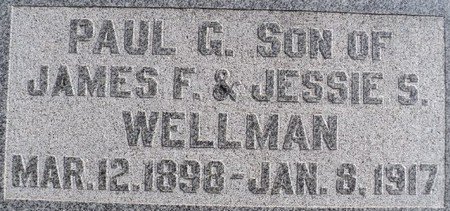 PAUL G. SON OF
JAMES F. & JESSIE S.
WELLMAN
MAR. 12. 1898 - JAN. 8. 1917